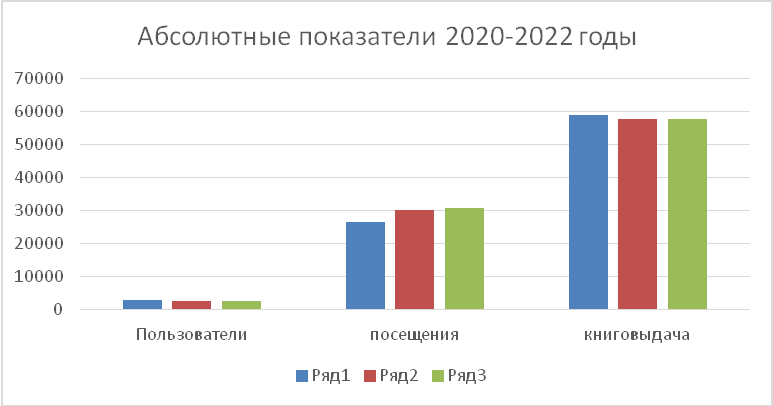 Абсолютные показатели 2020-2022 годы
70000
60000
50000
40000
30000
20000
10000
0
Пользователи посещения книговыдача
Ряд1 Ряд2 Ряд3